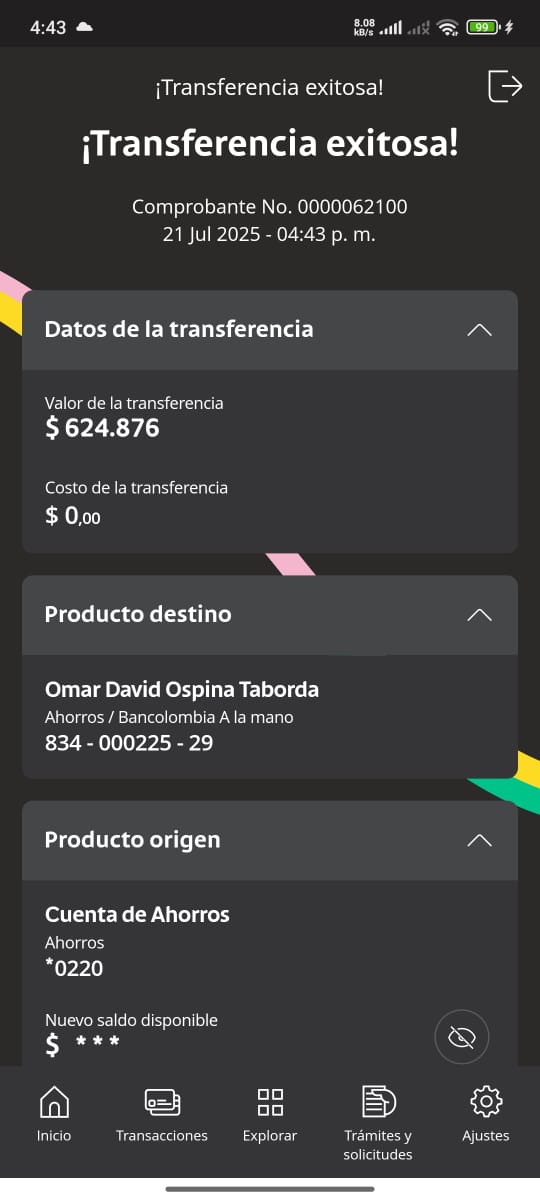 4:43
8.08
kB/s
99
¡Transferencia exitosa!
¡Transferencia exitosa!
Comprobante No. 0000062100
21 Jul 2025 - 04:43 p. m.
Datos de la transferencia
Valor de la transferencia
$ 624.876
Costo de la transferencia
$ 0,00
Producto destino
Omar David Ospina Taborda
Ahorros / Bancolombia A la mano
834 - 000225 - 29
Producto origen
Cuenta de Ahorros
Ahorros
*0220
Nuevo saldo disponible
$ ***
Inicio
Transacciones
Explorar
Trámites y
solicitudes
Ajustes